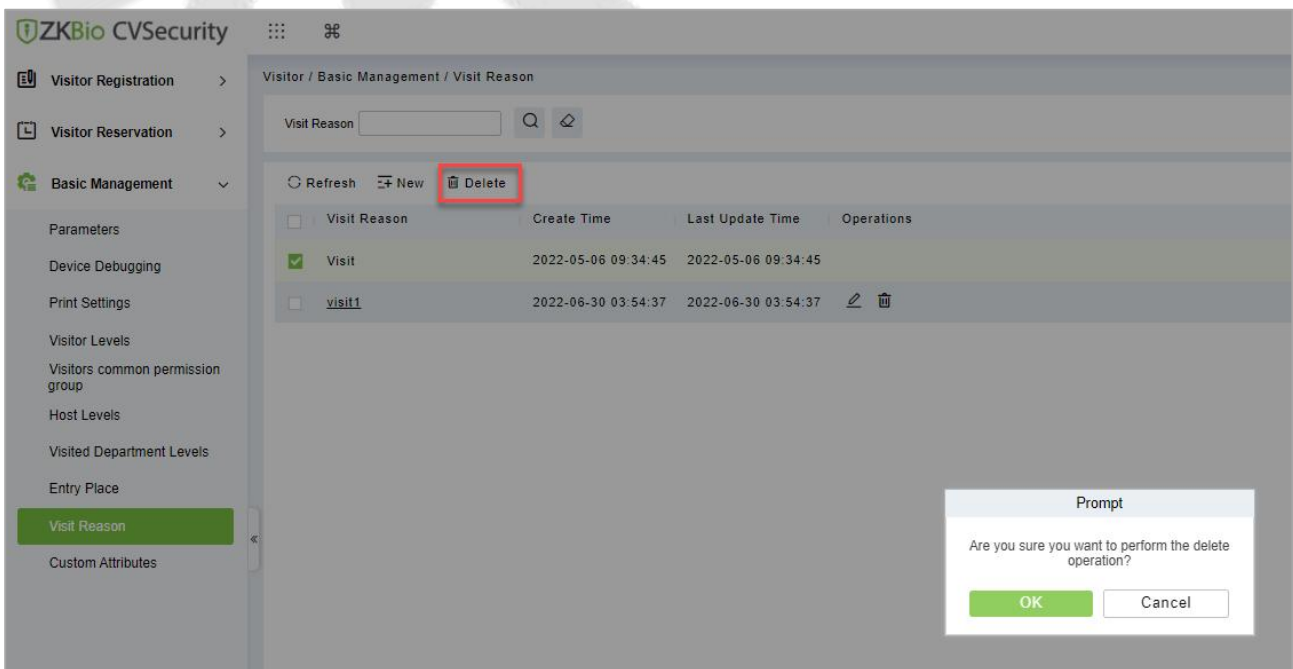 ZKBio CVSecurity
Visitor Registration
Visitor Reservation
Basic Management
Parameters
Device Debugging
Print Settings
Visitor Levels
Visitors common permission
group
Host Levels
Visited Department Levels
Entry Place
Visit Reason
Custom Attributes
Visitor / Basic Management / Visit Reason
Visit Reason
Refresh New Delete
Visit Reason Create Time Last Update Time Operations
Visit 2022-05-06 09:34:45 2022-05-06 09:34:45
visit1 2022-06-30 03:54:37 2022-06-30 03:54:37
Prompt
Are you sure you want to perform the delete
operation?
OK Cancel